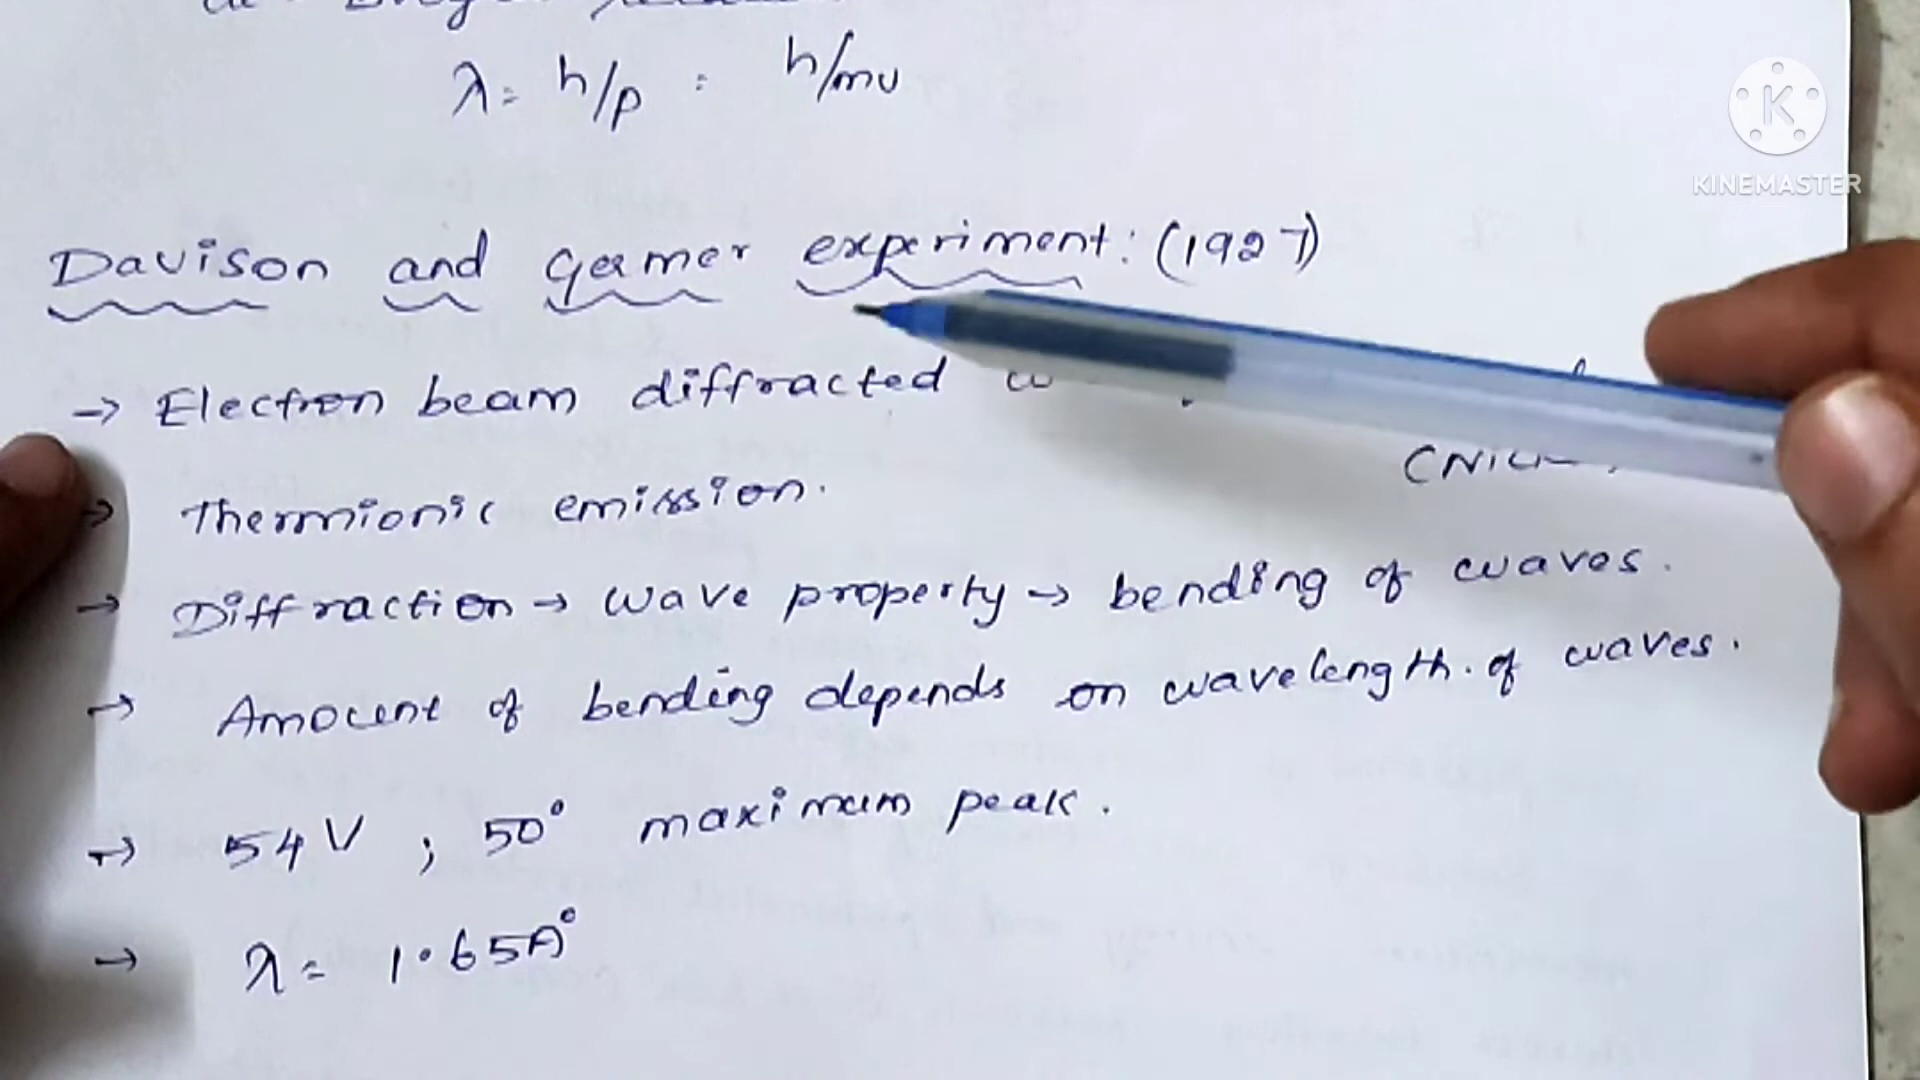 λ = h/p = h/mv
K
KINEMASTER
Davison and Germer experiment: (1927)
→ Electron beam diffracted
→ Thermionic emission.
→ Diffraction → wave property → bending of waves.
→ Amount of bending depends on wavelength. of waves.
→ 54V ; 50° maximum peak.
→ λ = 1.65A°